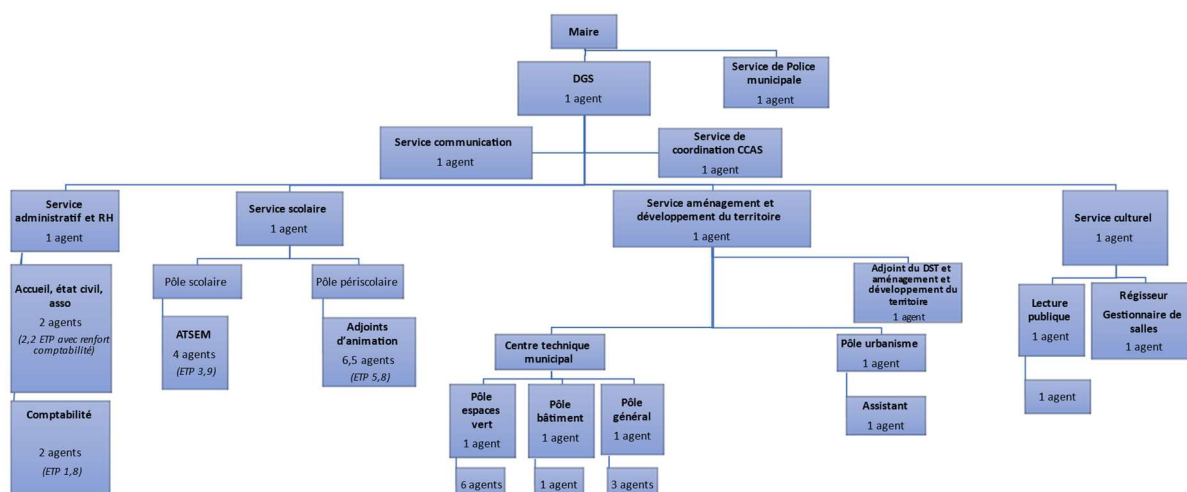 Maire
DGS
1 agent
Service de Police
municipale
1 agent
Service communication
1 agent
Service de
coordination CCAS
1 agent
Service
administratif et RH
1 agent
Service scolaire
1 agent
Service aménagement et
développement du territoire
1 agent
Service culturel
1 agent
Accueil, état civil,
asso
2 agents
(2,2 ETP avec renfort
comptabilité)
Comptabilité
2 agents
(ETP 1,8)
Pôle scolaire
ATSEM
4 agents
(ETP 3,9)
Pôle périscolaire
Adjoints
d'animation
6,5 agents
(ETP 5,8)
Adjoint du DST et
aménagement et
développement du
territoire
1 agent
Centre technique
municipal
Pôle
espaces
vert
1 agent
6 agents
Pôle
bâtiment
1 agent
1 agent
Pôle
général
1 agent
3 agents
Pôle urbanisme
1 agent
Assistant
1 agent
Lecture
publique
1 agent
1 agent
Régisseur
Gestionnaire de
salles
1 agent